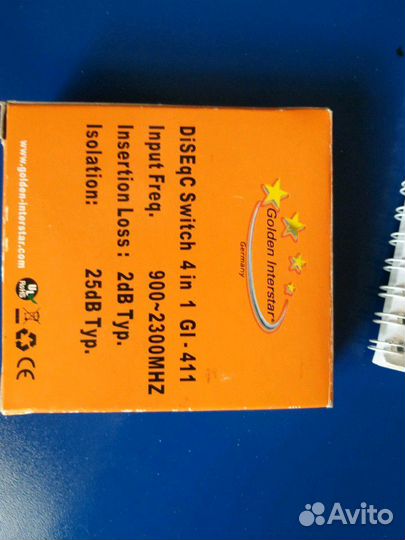 Golden Interstar®
Germany
DiSEqC Switch 4 in 1 GI-411
Input Freq. 900~2300MHZ
Insertion Loss: 2dB Typ.
Isolation: 25dB Typ.
www.golden-interstar.com
RoHS
CE
Avito